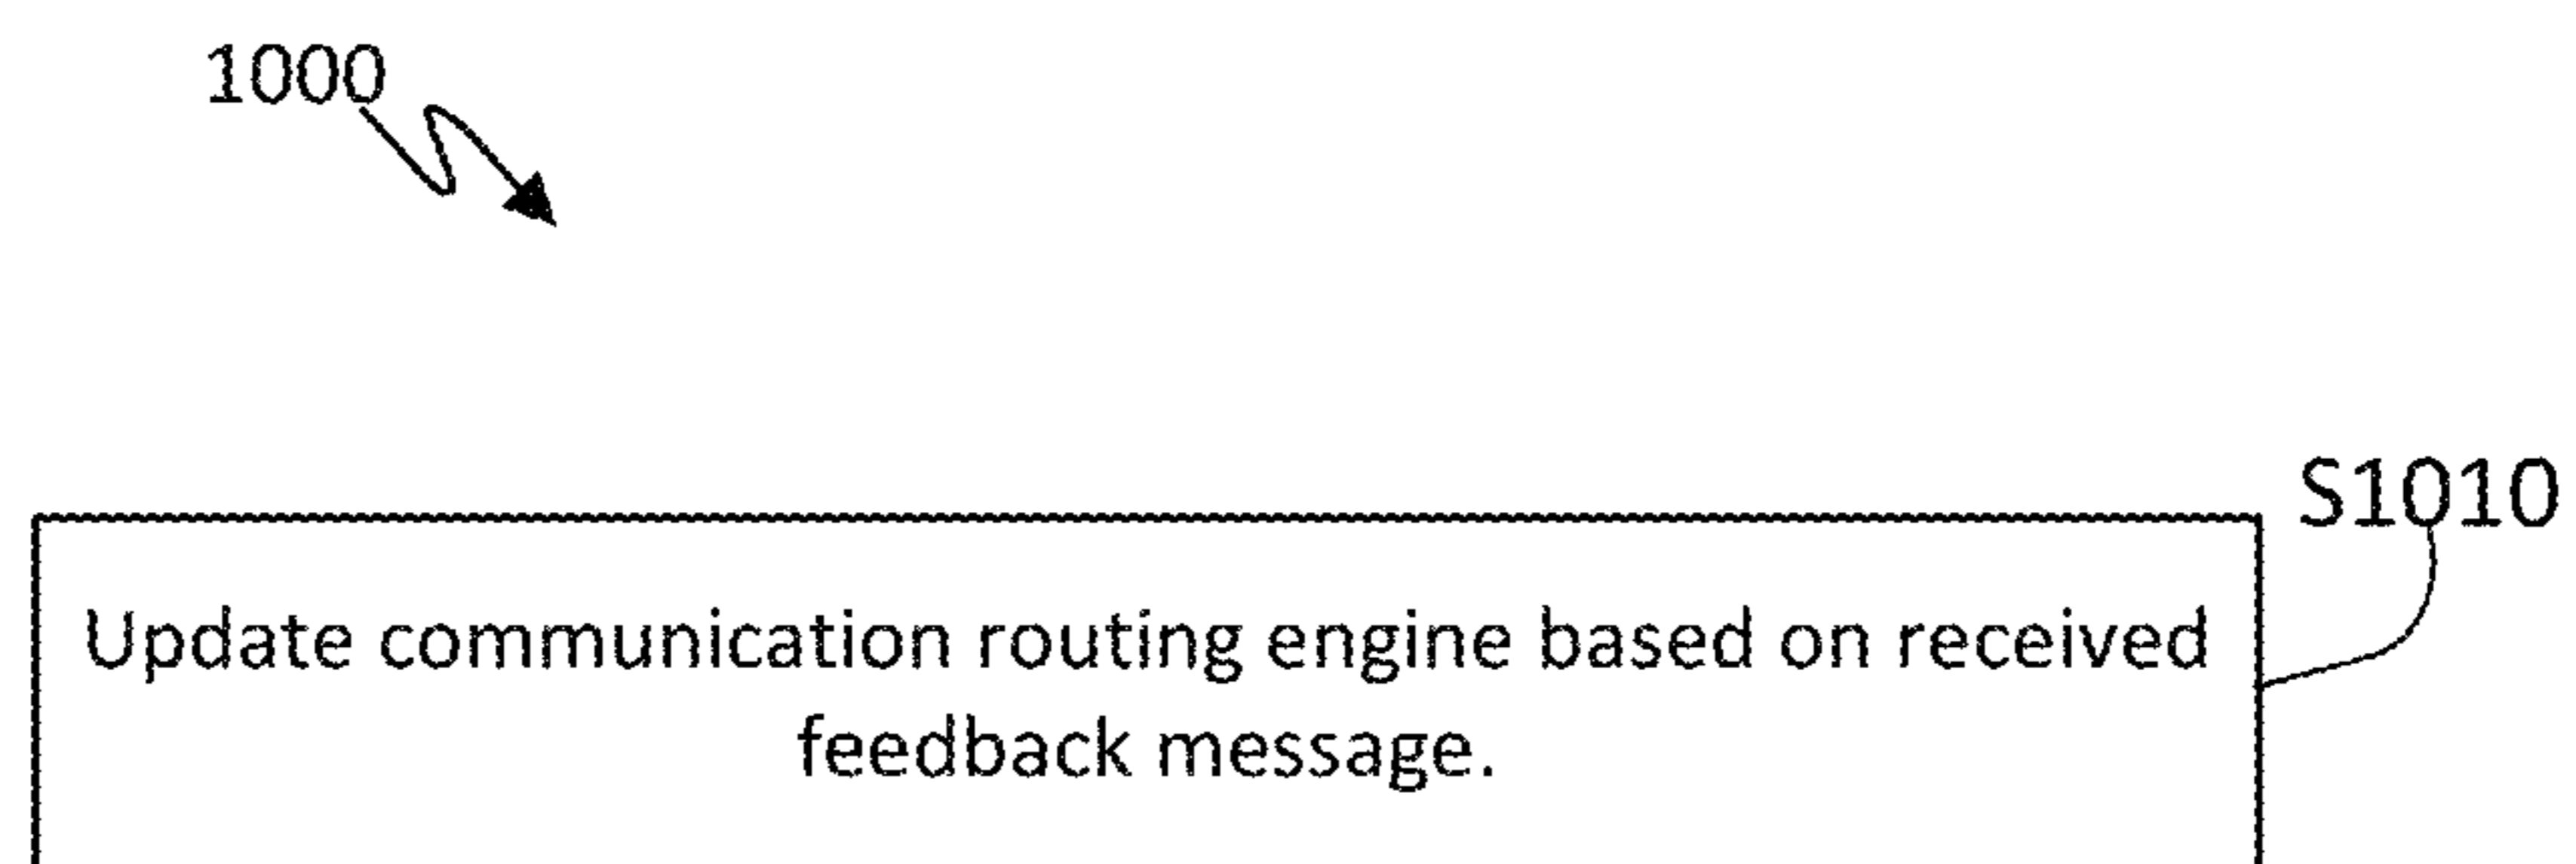 1000
S1010
Update communication routing engine based on received
feedback message.